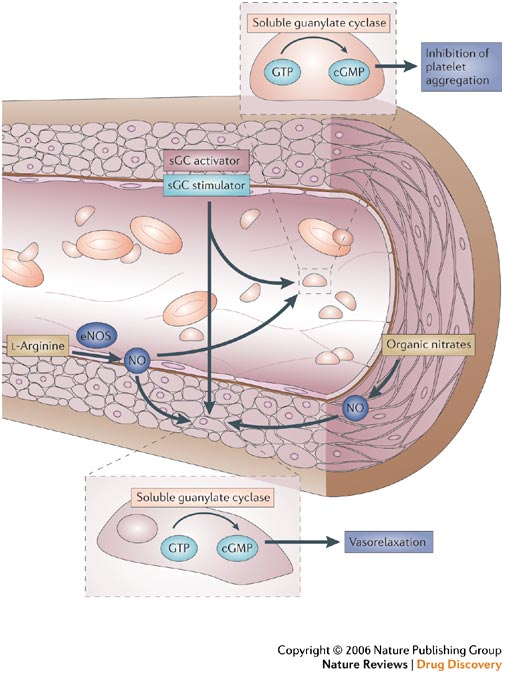 Soluble guanylate cyclase
GTP
cGMP
Inhibition of
platelet
aggregation
sGC activator
sGC stimulator
L-Arginine
eNOS
NO
Organic nitrates
NO
Soluble guanylate cyclase
GTP
cGMP
Vasorelaxation
Copyright © 2006 Nature Publishing Group
Nature Reviews | Drug Discovery